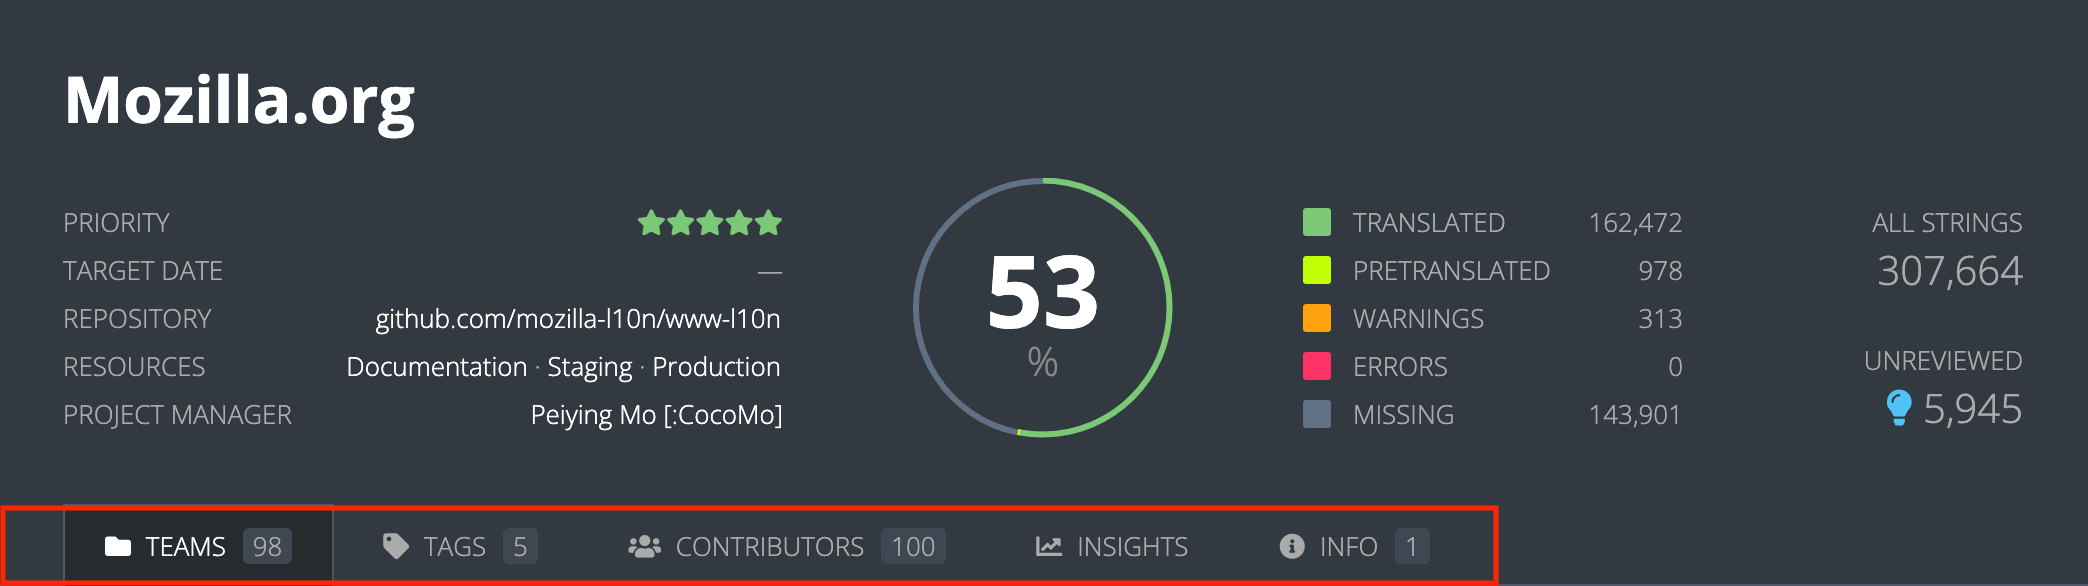 Mozilla.org
PRIORITY
TARGET DATE —
REPOSITORY github.com/mozilla-l10n/www-l10n
RESOURCES Documentation · Staging · Production
PROJECT MANAGER Peiying Mo [:CocoMo]
53
%
TRANSLATED 162,472
PRETRANSLATED 978
WARNINGS 313
ERRORS 0
MISSING 143,901
ALL STRINGS
307,664
UNREVIEWED
5,945
TEAMS 98 TAGS 5 CONTRIBUTORS 100 INSIGHTS INFO 1